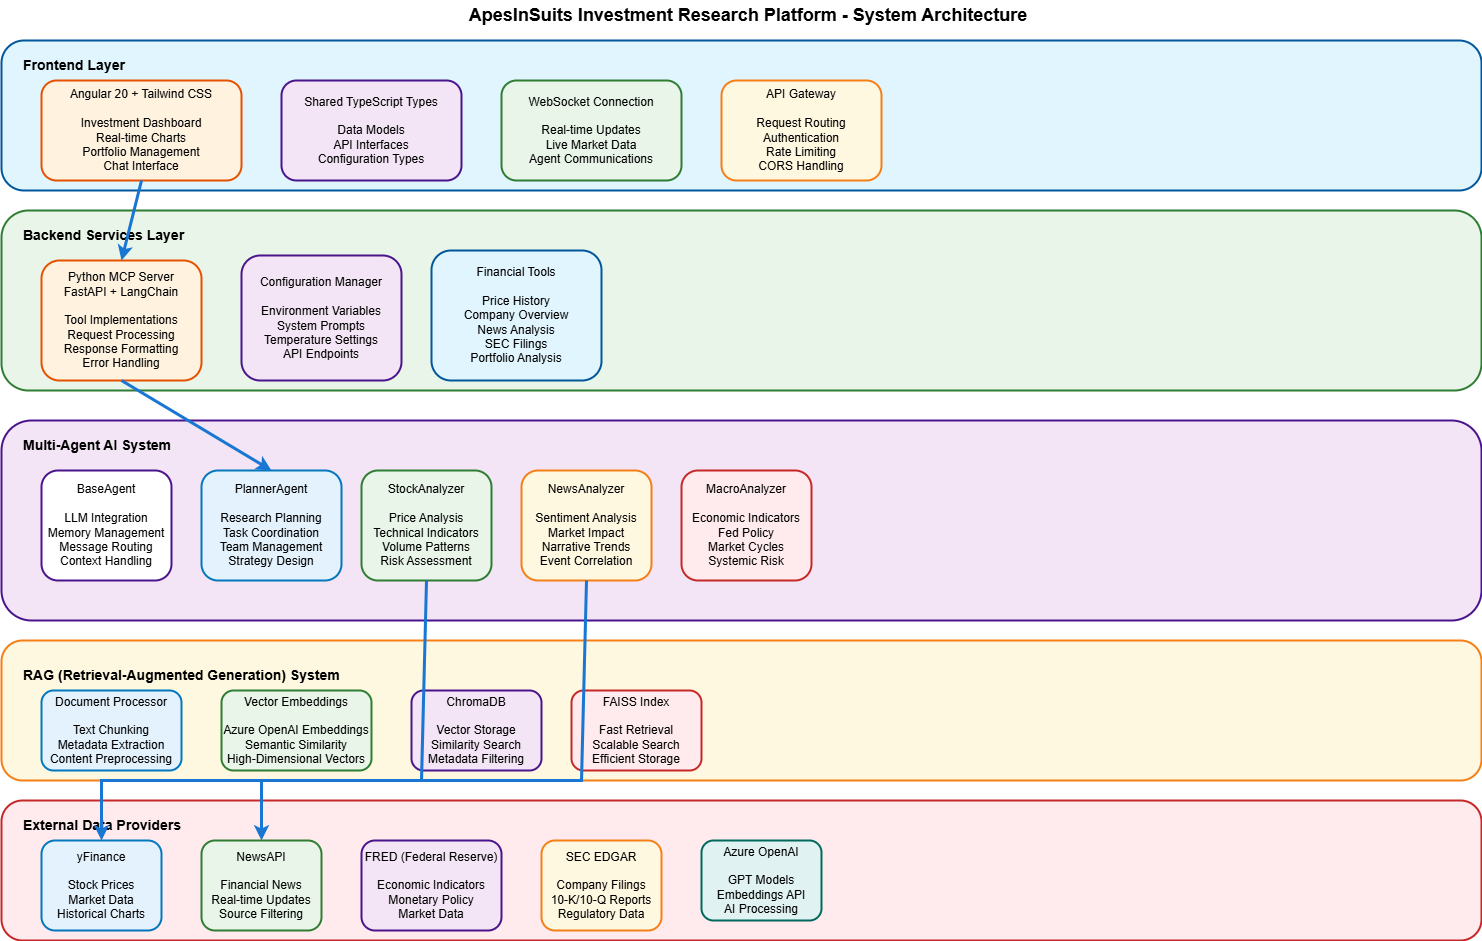 ApesInSuits Investment Research Platform - System Architecture
Frontend Layer
Angular 20 + Tailwind CSS
Investment Dashboard
Real-time Charts
Portfolio Management
Chat Interface
Shared TypeScript Types
Data Models
API Interfaces
Configuration Types
WebSocket Connection
Real-time Updates
Live Market Data
Agent Communications
API Gateway
Request Routing
Authentication
Rate Limiting
CORS Handling
Backend Services Layer
Python MCP Server
FastAPI + LangChain
Tool Implementations
Request Processing
Response Formatting
Error Handling
Configuration Manager
Environment Variables
System Prompts
Temperature Settings
API Endpoints
Financial Tools
Price History
Company Overview
News Analysis
SEC Filings
Portfolio Analysis
Multi-Agent AI System
BaseAgent
LLM Integration
Memory Management
Message Routing
Context Handling
PlannerAgent
Research Planning
Task Coordination
Team Management
Strategy Design
StockAnalyzer
Price Analysis
Technical Indicators
Volume Patterns
Risk Assessment
NewsAnalyzer
Sentiment Analysis
Market Impact
Narrative Trends
Event Correlation
MacroAnalyzer
Economic Indicators
Fed Policy
Market Cycles
Systemic Risk
RAG (Retrieval-Augmented Generation) System
Document Processor
Text Chunking
Metadata Extraction
Content Preprocessing
Vector Embeddings
Azure OpenAI Embeddings
Semantic Similarity
High-Dimensional Vectors
ChromaDB
Vector Storage
Similarity Search
Metadata Filtering
FAISS Index
Fast Retrieval
Scalable Search
Efficient Storage
External Data Providers
yFinance
Stock Prices
Market Data
Historical Charts
NewsAPI
Financial News
Real-time Updates
Source Filtering
FRED (Federal Reserve)
Economic Indicators
Monetary Policy
Market Data
SEC EDGAR
Company Filings
10-K/10-Q Reports
Regulatory Data
Azure OpenAI
GPT Models
Embeddings API
AI Processing